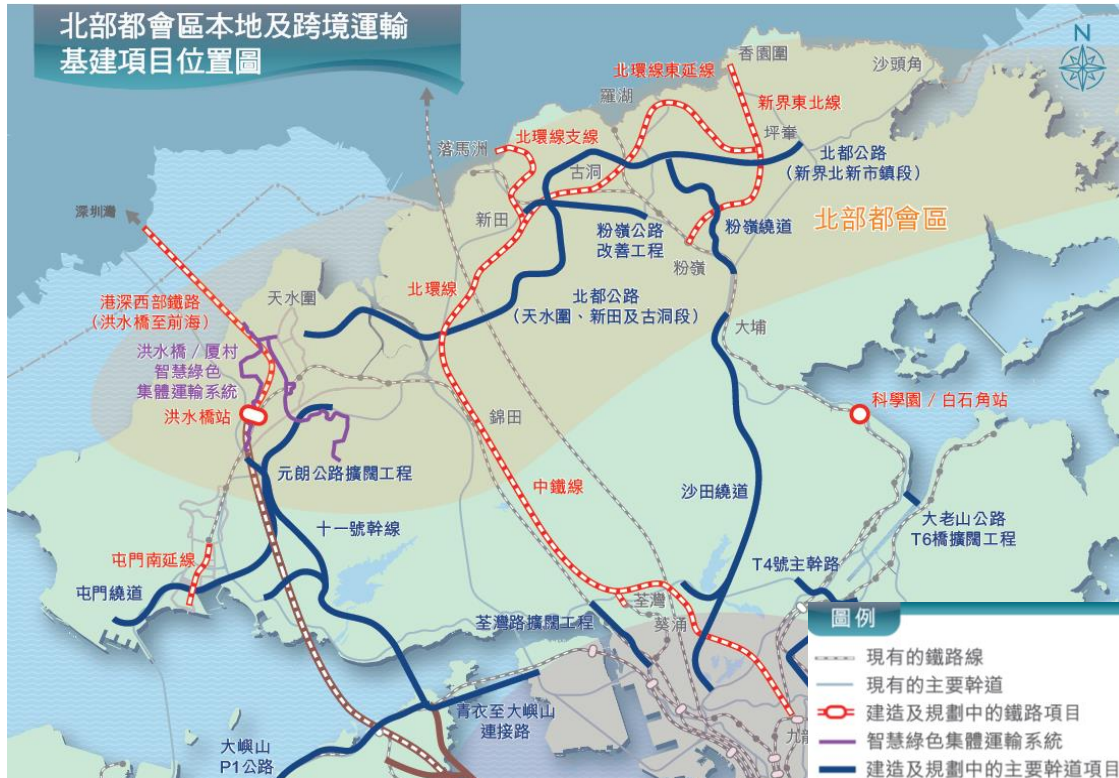 北部都會區本地及跨境運輸
基建項目位置圖
N
香園圍
沙頭角
北環線東延線
羅湖
新界東北線
北環線支線
坪輋
落馬洲
北都公路
（新界北新市鎮段）
古洞
深圳灣
新田
粉嶺公路
改善工程
粉嶺繞道
北部都會區
粉嶺
港深西部鐵路
（洪水橋至前海）
天水圍
北環線
北都公路
（天水圍、新田及古洞段）
大埔
洪水橋 / 厦村
智慧綠色
集體運輸系統
洪水橋站
錦田
科學園 / 白石角站
元朗公路擴闊工程
中鐵線
沙田繞道
十一號幹線
大老山公路
T6橋擴闊工程
屯門南延線
屯門繞道
T4號主幹路
荃灣
荃灣路擴闊工程
葵涌
青衣至大嶼山
連接路
大嶼山
P1公路
九龍
圖例
現有的鐵路線
現有的主要幹道
建造及規劃中的鐵路項目
智慧綠色集體運輸系統
建造及規劃中的主要幹道項目